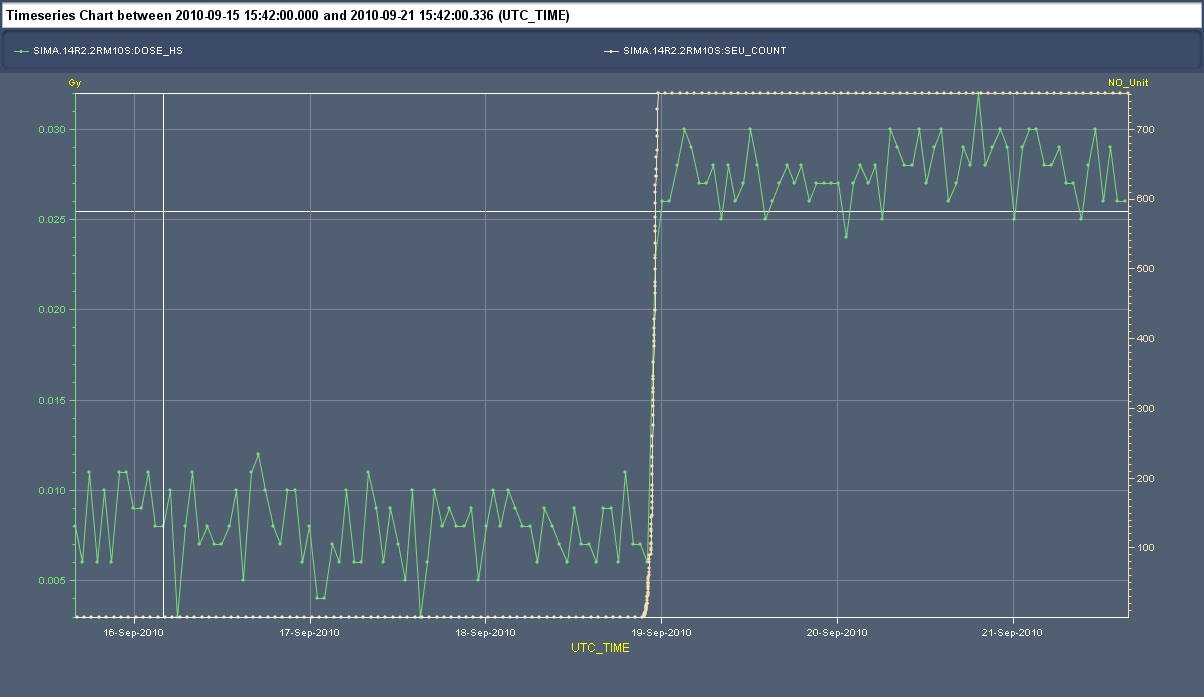 Timeseries Chart between 2010-09-15 15:42:00.000 and 2010-09-21 15:42:00.336 (UTC_TIME)
SIMA.14R2.2RM10S:DOSE_HS SIMA.14R2.2RM10S:SEU_COUNT
Gy NO_Unit
0.030 700
600
0.025
500
0.020
400
0.015
300
200
0.010
100
0.005
16-Sep-2010 17-Sep-2010 18-Sep-2010 19-Sep-2010 20-Sep-2010 21-Sep-2010
UTC_TIME